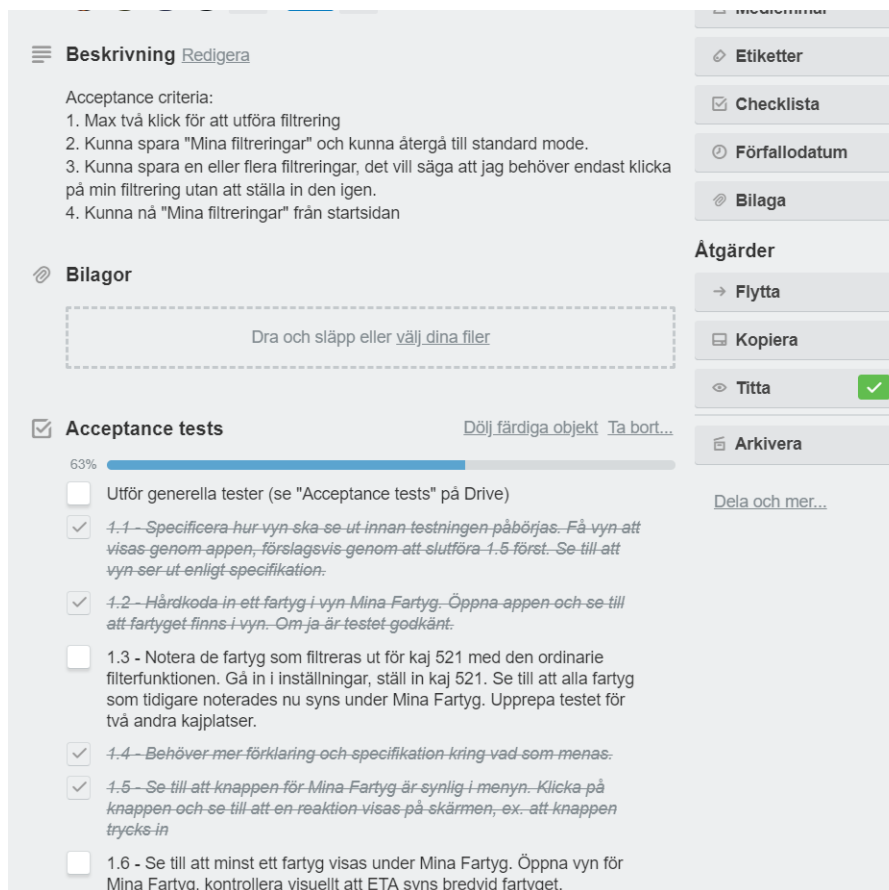 Medlemmar
Beskrivning Redigera
Acceptance criteria:
1. Max två klick för att utföra filtrering
2. Kunna spara "Mina filtreringar" och kunna återgå till standard mode.
3. Kunna spara en eller flera filtreringar, det vill säga att jag behöver endast klicka
på min filtrering utan att ställa in den igen.
4. Kunna nå "Mina filtreringar" från startsidan
Bilagor
Dra och släpp eller välj dina filer
Acceptance tests Dölj färdiga objekt Ta bort...
63%
Utför generella tester (se "Acceptance tests" på Drive)
1.1 - Specificera hur vyn ska se ut innan testningen påbörjas. Få vyn att
visas genom appen, förslagsvis genom att slutföra 1.5 först. Se till att
vyn ser ut enligt specifikation.
1.2 - Hårdkoda in ett fartyg i vyn Mina Fartyg. Öppna appen och se till
att fartyget finns i vyn. Om ja är testet godkänt.
1.3 - Notera de fartyg som filtreras ut för kaj 521 med den ordinarie
filterfunktionen. Gå in i inställningar, ställ in kaj 521. Se till att alla fartyg
som tidigare noterades nu syns under Mina Fartyg. Upprepa testet för
två andra kajplatser.
1.4 - Behöver mer förklaring och specifikation kring vad som menas.
1.5 - Se till att knappen för Mina Fartyg är synlig i menyn. Klicka på
knappen och se till att en reaktion visas på skärmen, ex. att knappen
trycks in
1.6 - Se till att minst ett fartyg visas under Mina Fartyg. Öppna vyn för
Mina Fartyg, kontrollera visuellt att ETA syns bredvid fartyget.
Etiketter
Checklista
Förfallodatum
Bilaga
Åtgärder
Flytta
Kopiera
Titta
Arkivera
Dela och mer...